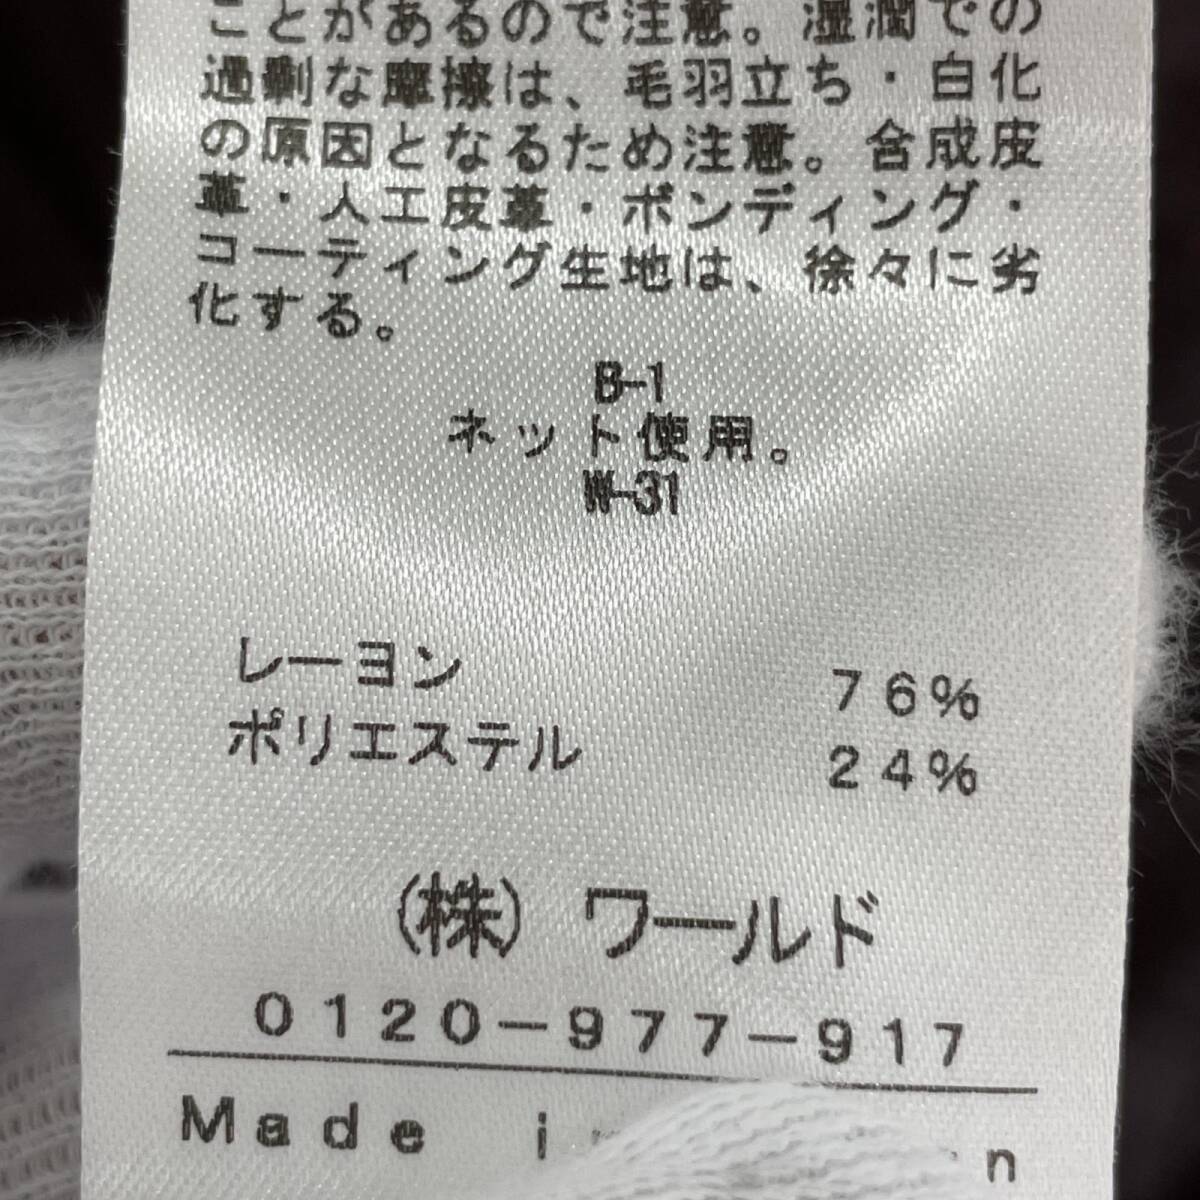 ことがあるので注意。湿潤での
過剰な摩擦は、毛羽立ち・白化
の原因となるため注意。合成皮
革・人工皮革・ボンディング・
コーティング生地は、徐々に劣
化する。
B-1
ネット使用。
W-31
レーヨン 76%
ポリエステル 24%
(株) ワールド
0120-977-917
Made